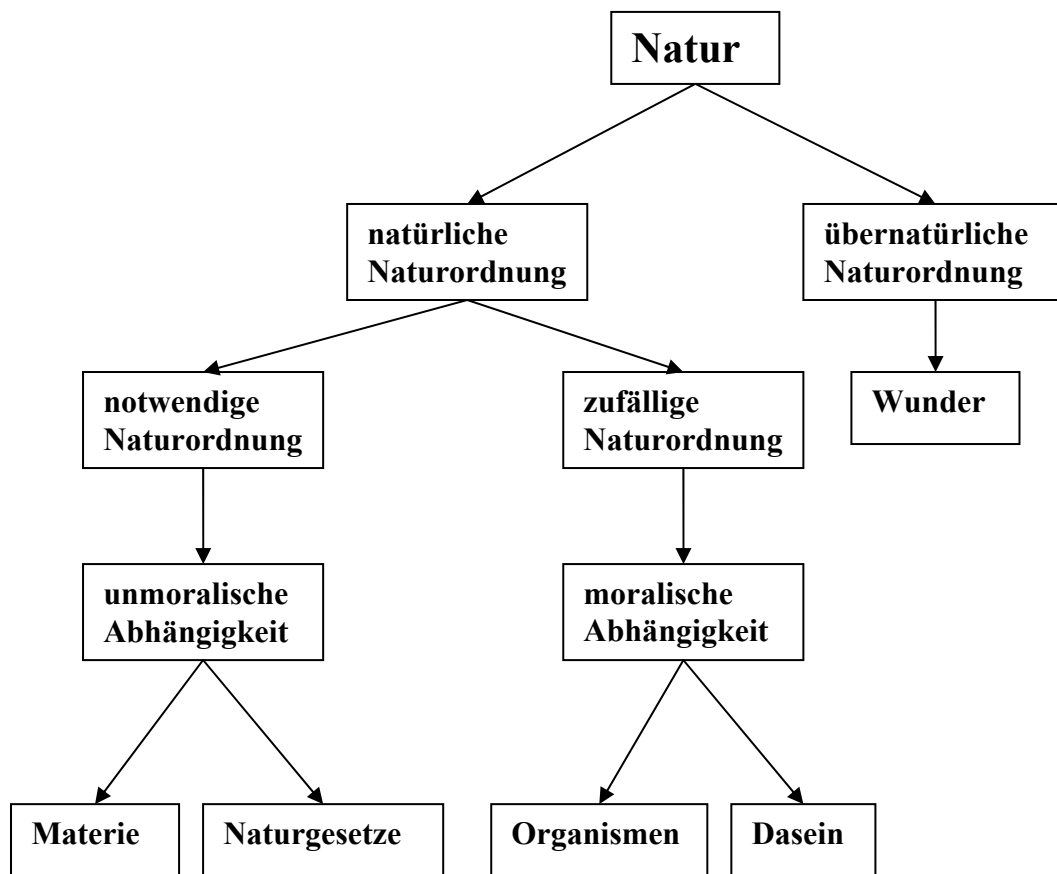 Natur
natürliche
Naturordnung
übernatürliche
Naturordnung
notwendige
Naturordnung
zufällige
Naturordnung
Wunder
unmoralische
Abhängigkeit
moralische
Abhängigkeit
Materie
Naturgesetze
Organismen
Dasein